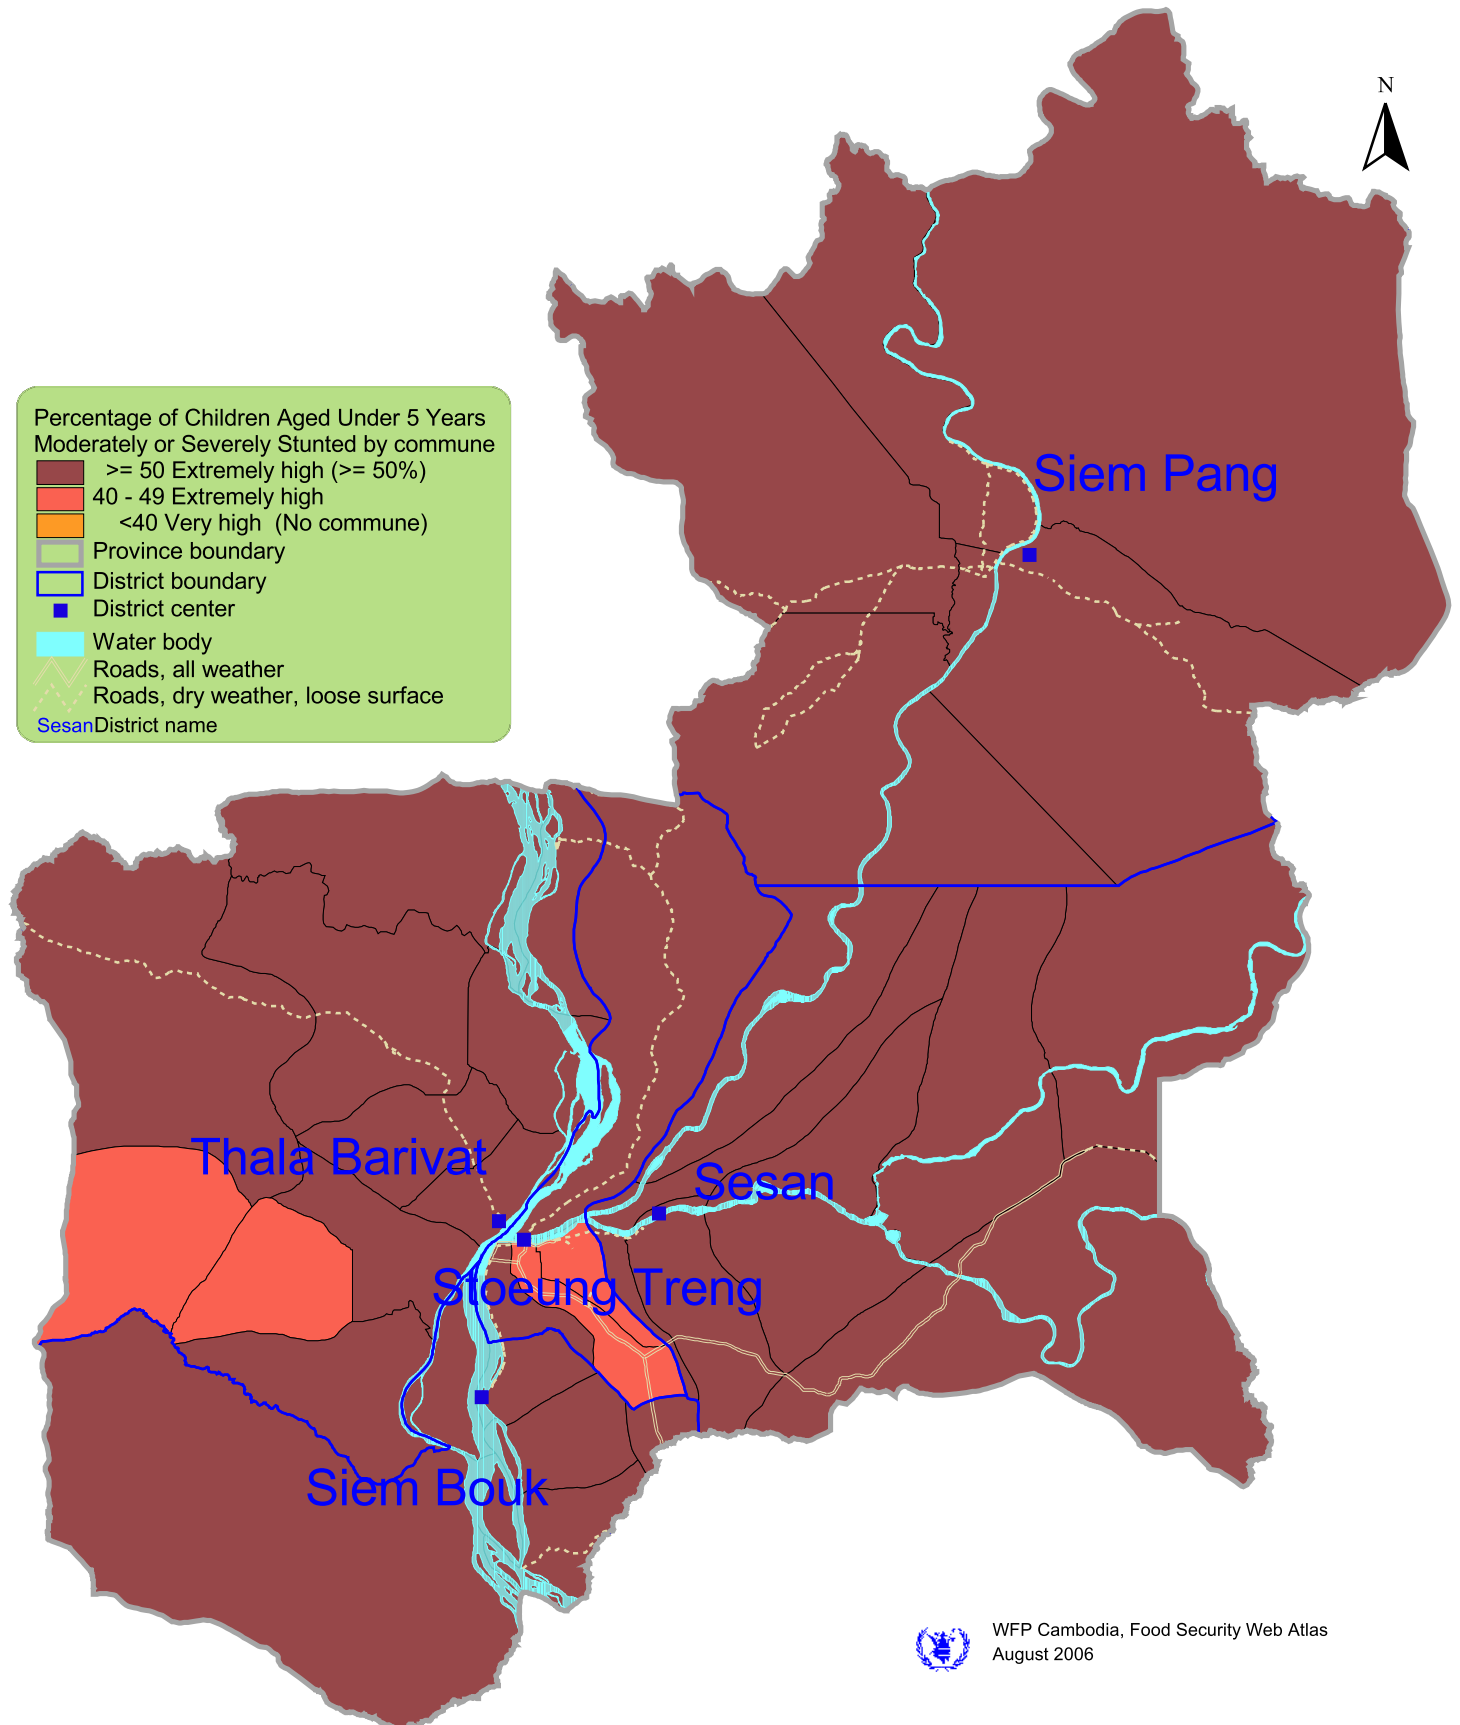 N
Siem Pang
Percentage of Children Aged Under 5 Years
Moderately or Severely Stunted by commune
>= 50 Extremely high (>= 50%)
40 - 49 Extremely high
<40 Very high (No commune)
Province boundary
District boundary
District center
Water body
Roads, all weather
Roads, dry weather, loose surface
Sesan District name
Thala Barivat
Sesan
Stoeung Treng
Siem Bouk
WFP Cambodia, Food Security Web Atlas
August 2006